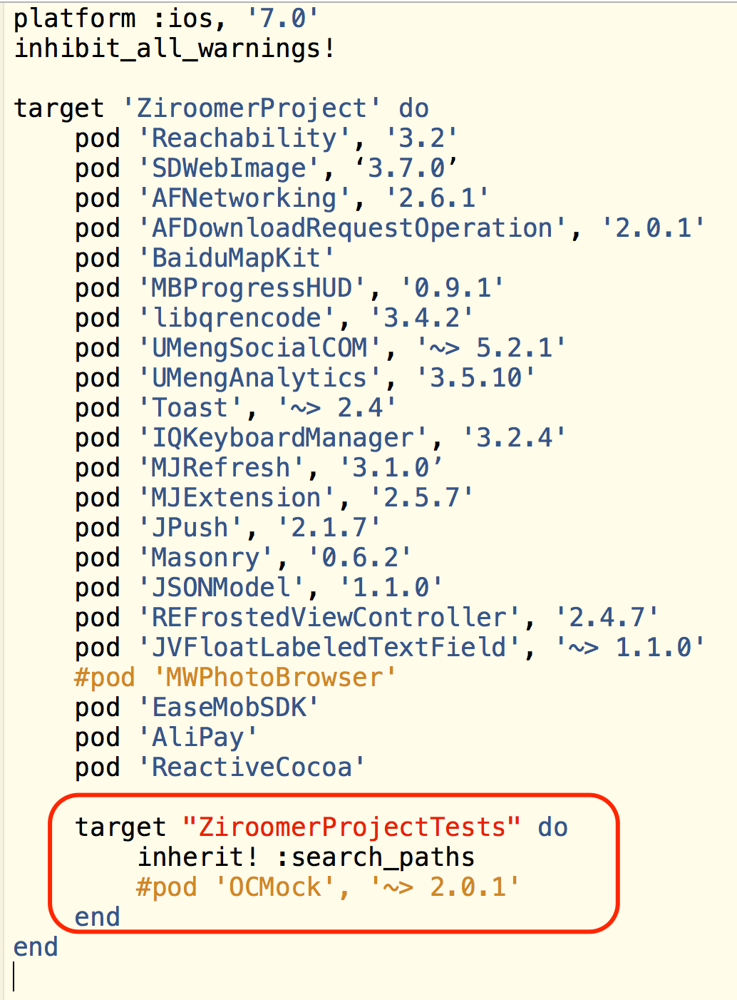 platform :ios, '7.0'
inhibit_all_warnings!
target 'ZiroomerProject' do
pod 'Reachability', '3.2'
pod 'SDWebImage', ‘3.7.0’
pod 'AFNetworking', '2.6.1'
pod 'AFDownloadRequestOperation', '2.0.1'
pod 'BaiduMapKit'
pod 'MBProgressHUD', '0.9.1'
pod 'libqrencode', '3.4.2'
pod 'UMengSocialCOM', '~> 5.2.1'
pod 'UMengAnalytics', '3.5.10'
pod 'Toast', '~> 2.4'
pod 'IQKeyboardManager', '3.2.4'
pod 'MJRefresh', '3.1.0’
pod 'MJExtension', '2.5.7'
pod 'JPush', '2.1.7'
pod 'Masonry', '0.6.2'
pod 'JSONModel', '1.1.0'
pod 'REFrostedViewController', '2.4.7'
pod 'JVFloatLabeledTextField', '~> 1.1.0'
#pod 'MWPhotoBrowser'
pod 'EaseMobSDK'
pod 'AliPay'
pod 'ReactiveCocoa'
target "ZiroomerProjectTests" do
inherit! :search_paths
#pod 'OCMock', '~> 2.0.1'
end
end